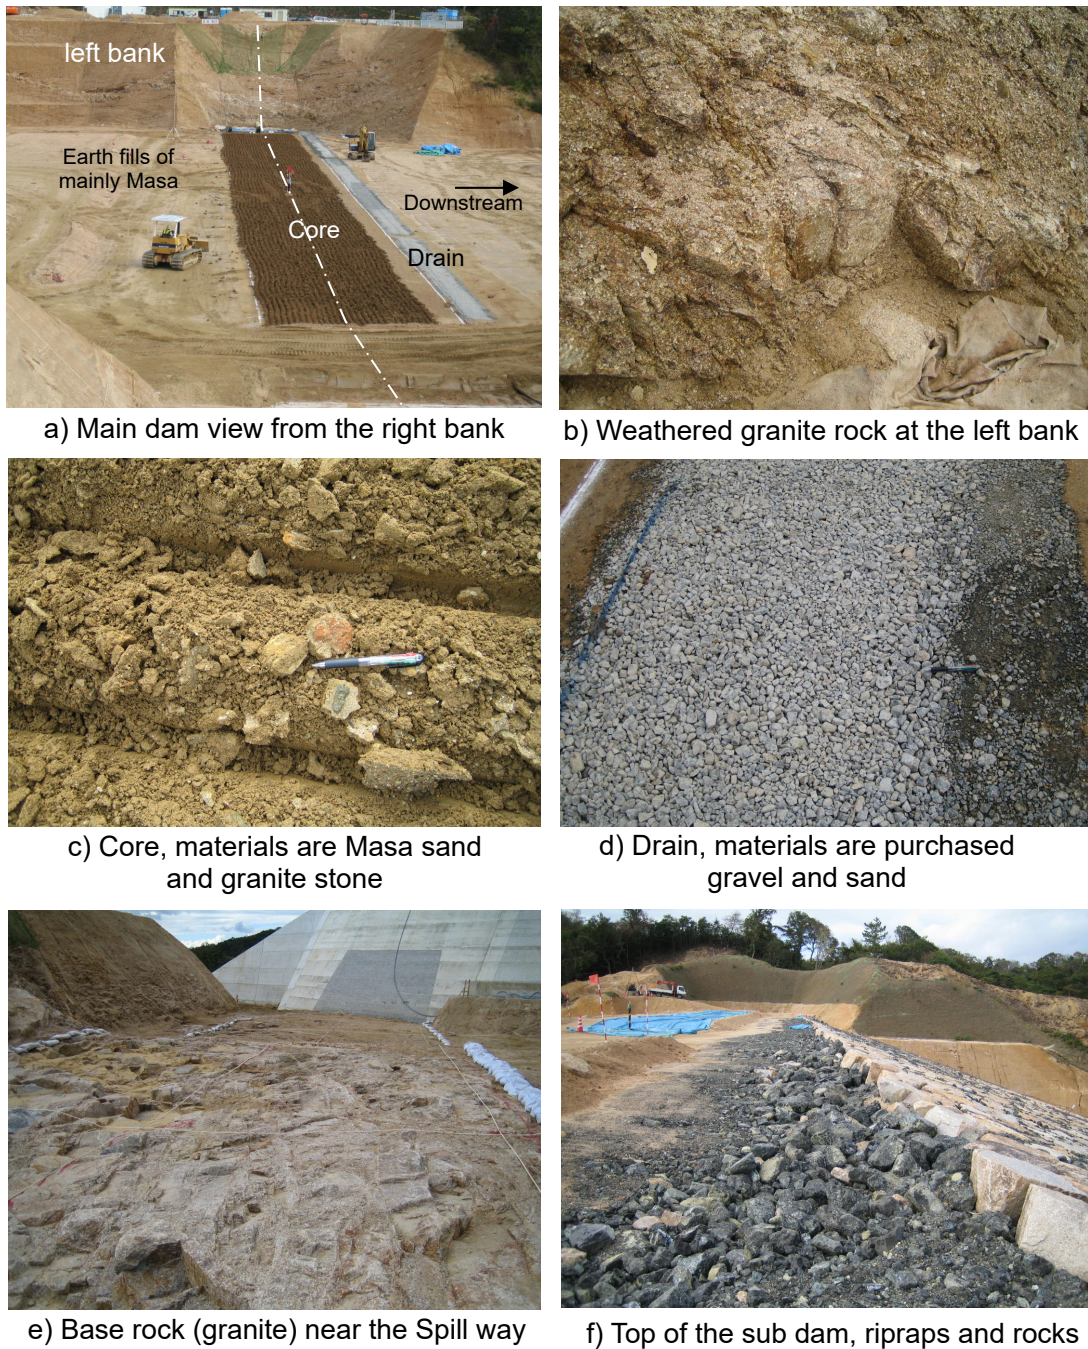 left bank
Earth fills of
mainly Masa
Downstream
Core
Drain
a) Main dam view from the right bank
b) Weathered granite rock at the left bank
c) Core, materials are Masa sand
and granite stone
d) Drain, materials are purchased
gravel and sand
e) Base rock (granite) near the Spill way
f) Top of the sub dam, ripraps and rocks